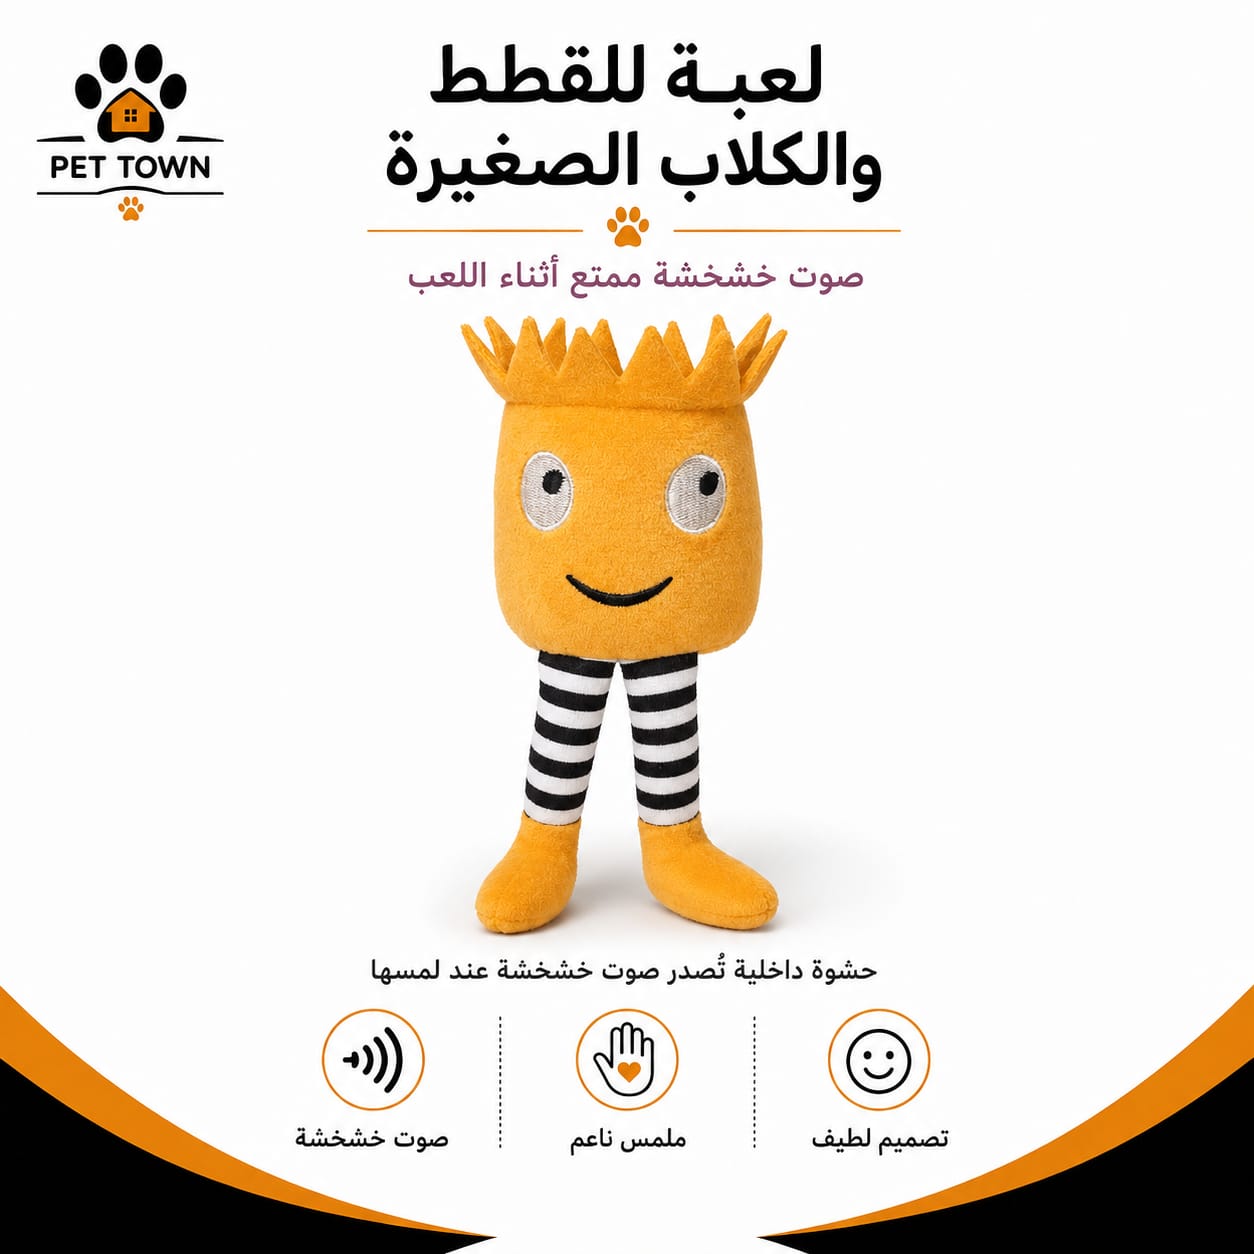 PET TOWN
لعبة للقطط
والكلاب الصغيرة
صوت خشخشة ممتع أثناء اللعب
حشوة داخلية تُصدر صوت خشخشة عند لمسها
تصميم لطيف
ملمس ناعم
صوت خشخشة